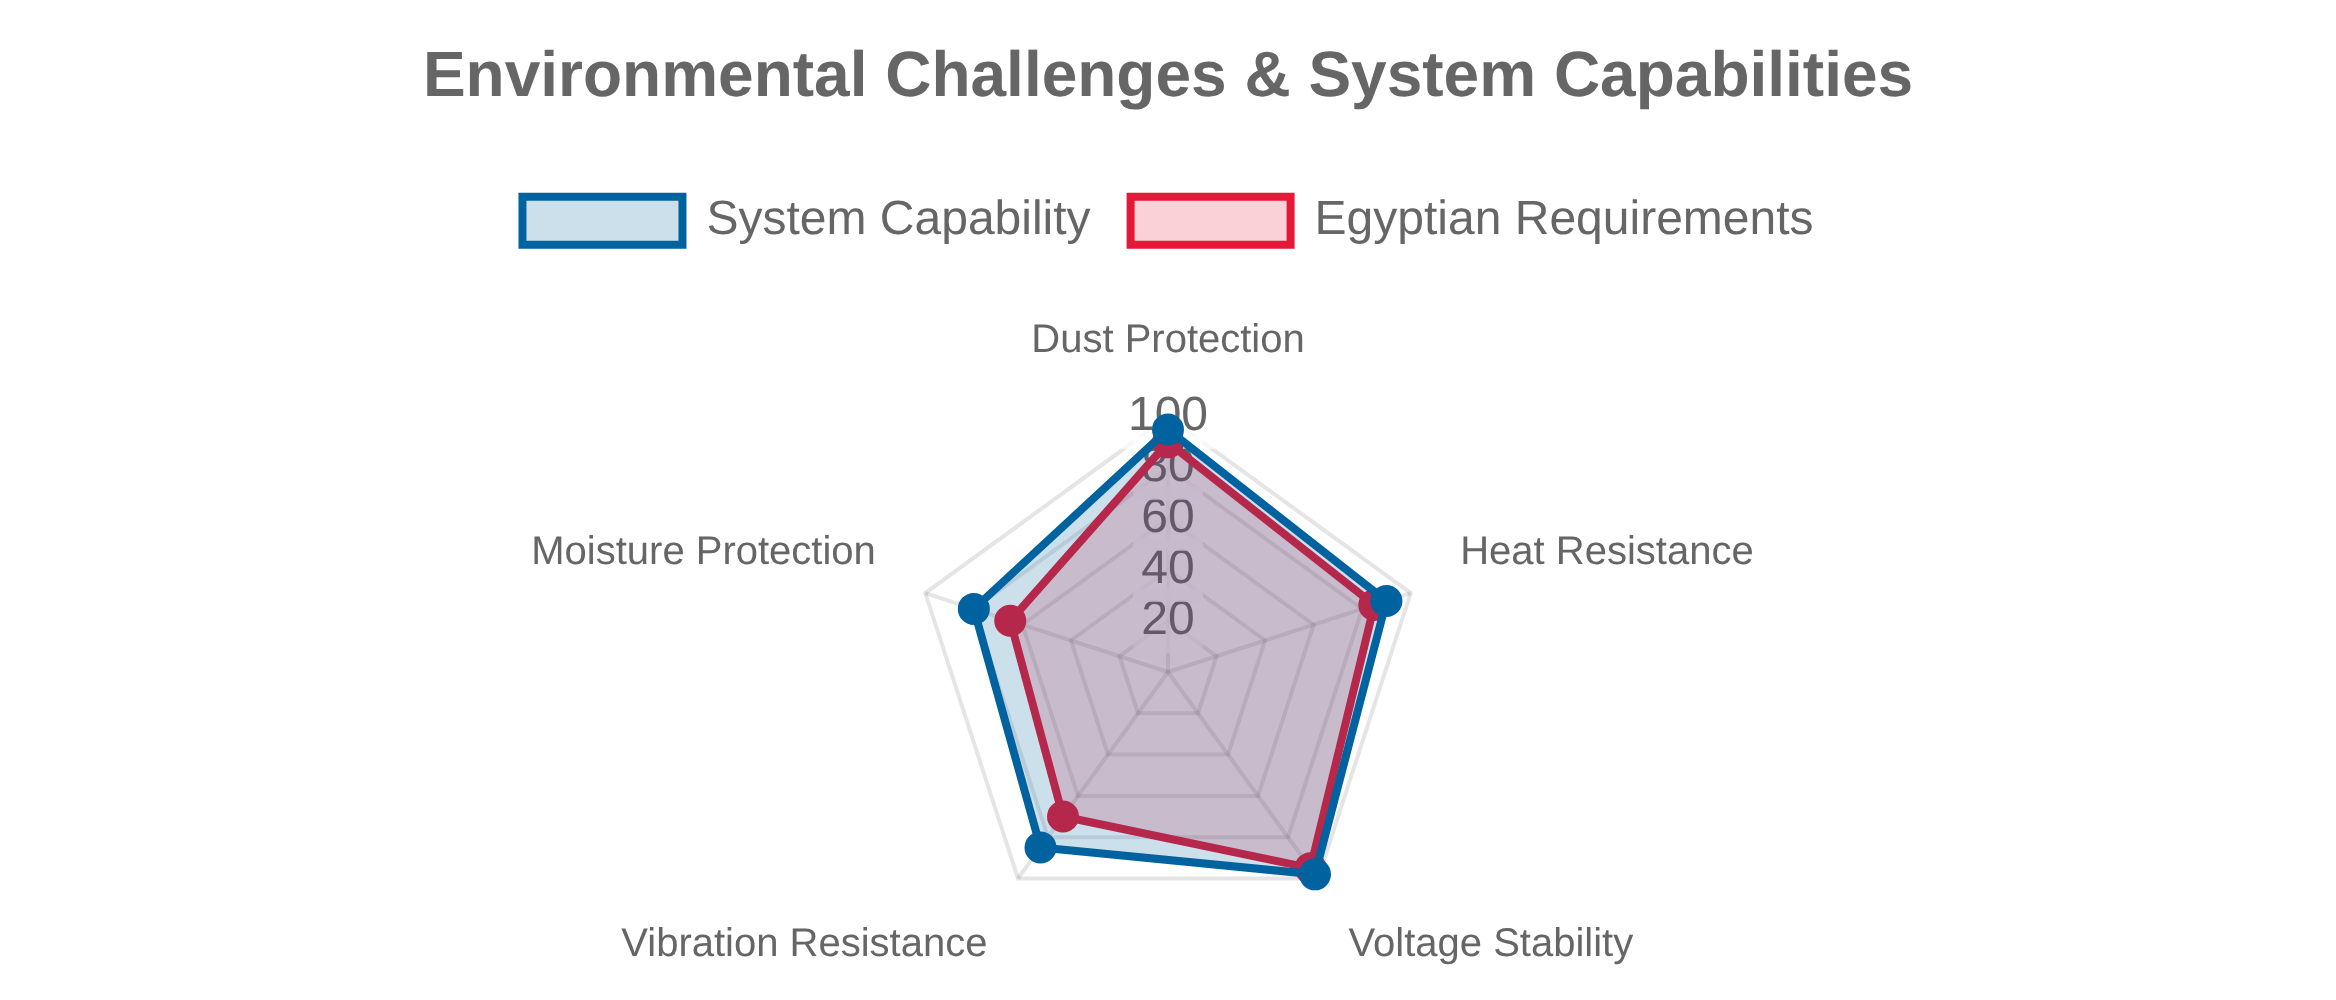 Environmental Challenges & System Capabilities
System Capability
Egyptian Requirements
Dust Protection
100
80
60
40
20
Moisture Protection
Heat Resistance
Vibration Resistance
Voltage Stability